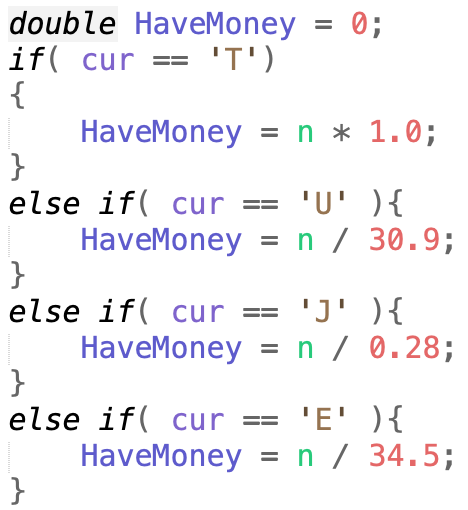 double HaveMoney = 0;
if( cur == 'T')
{
    HaveMoney = n * 1.0;
}
else if( cur == 'U' ){
    HaveMoney = n / 30.9;
}
else if( cur == 'J' ){
    HaveMoney = n / 0.28;
}
else if( cur == 'E' ){
    HaveMoney = n / 34.5;
}